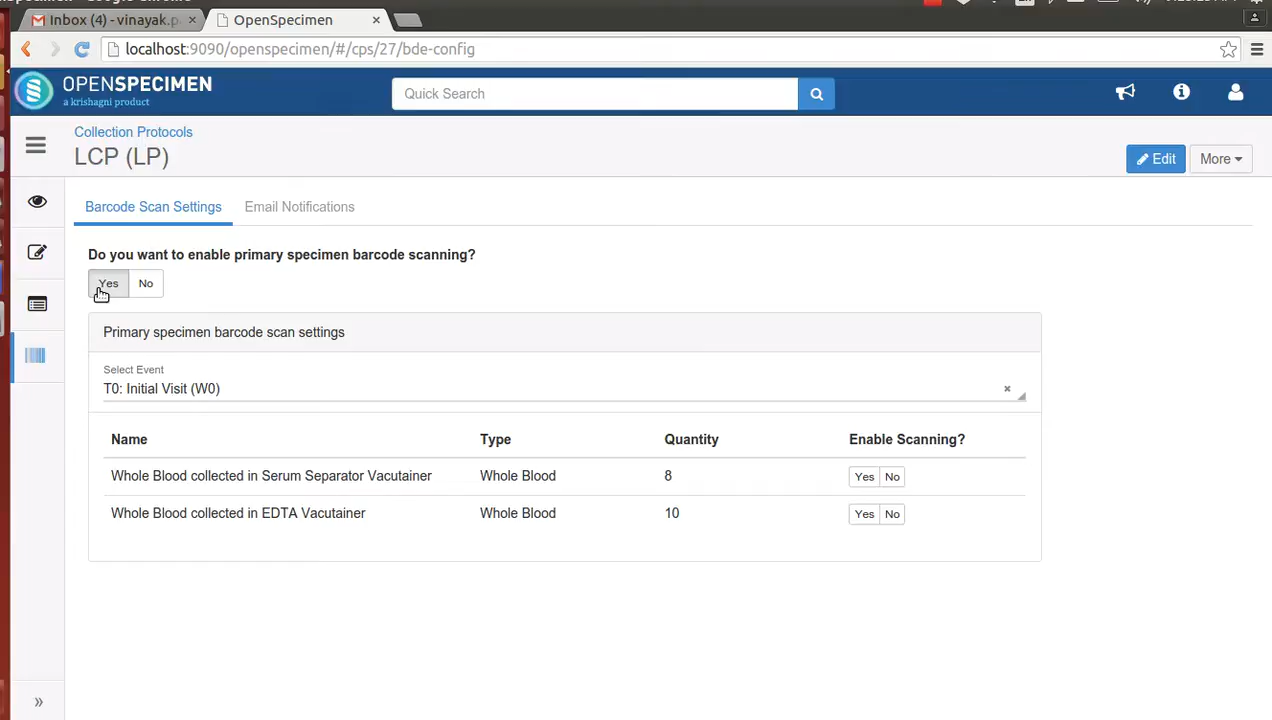 Inbox (4) - vinayak.p
OpenSpecimen
localhost:9090/openspecimen/#/cps/27/bde-config
OPENSPECIMEN
a krishagni product
Quick Search
Collection Protocols
LCP (LP)
Edit
More
Barcode Scan Settings
Email Notifications
Do you want to enable primary specimen barcode scanning?
Yes
No
Primary specimen barcode scan settings
Select Event
T0: Initial Visit (W0)
Name
Type
Quantity
Enable Scanning?
Whole Blood collected in Serum Separator Vacutainer
Whole Blood
8
Yes
No
Whole Blood collected in EDTA Vacutainer
Whole Blood
10
Yes
No